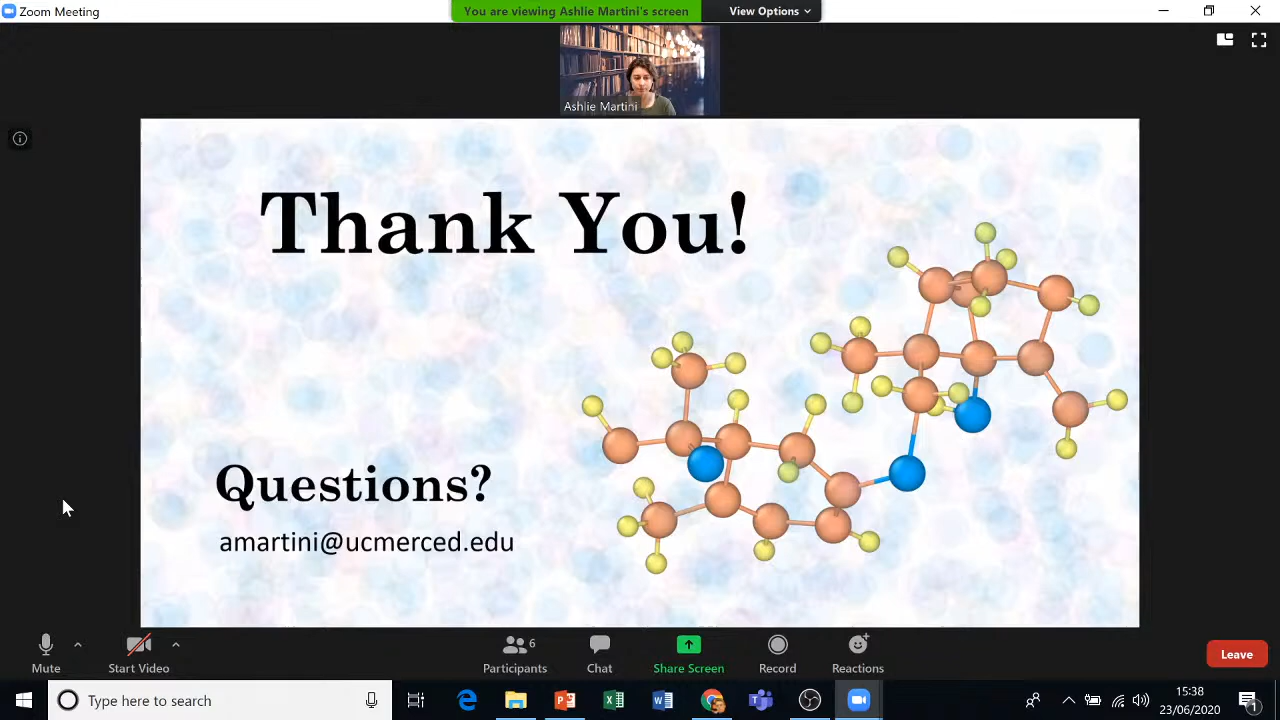 Zoom Meeting
You are viewing Ashlie Martini's screen
View Options
Ashlie Martini
Thank You!
Questions?
amartini@ucmerced.edu
Mute
Start Video
6
Participants
Chat
Share Screen
Record
Reactions
Leave
Type here to search
15:38
23/06/2020
1